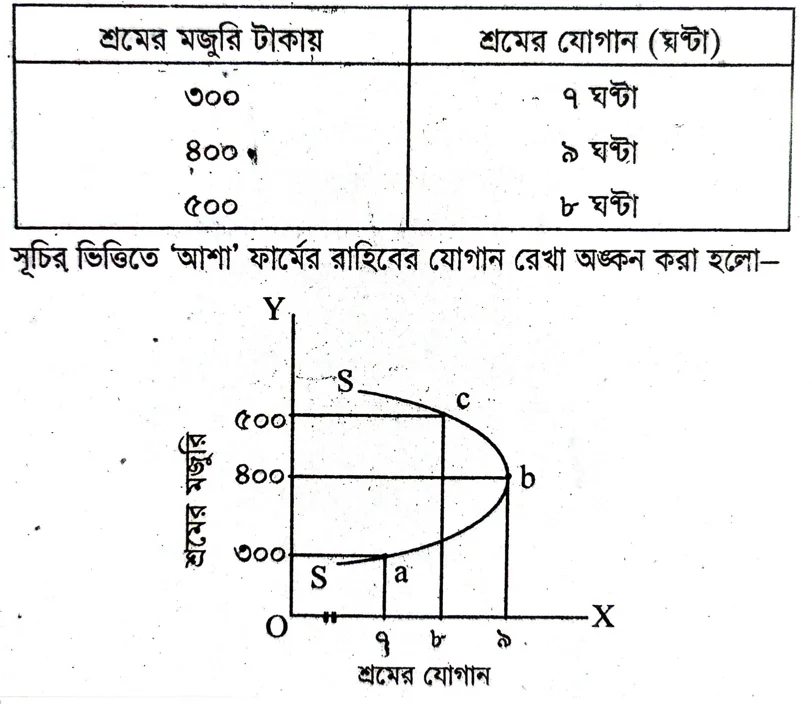 শ্রমের মজুরি টাকায় শ্রমের যোগান (ঘণ্টা)
৩০০ ৭ ঘণ্টা
৪০০ ৯ ঘণ্টা
৫০০ ৮ ঘণ্টা
সূচির ভিত্তিতে ‘আশা’ ফার্মের রাহিবের যোগান রেখা অঙ্কন করা হলো–
Y
S
c
৫০০
শ্রমের মজুরি
৪০০
b
৩০০
S
a
O
X
৭ ৮ ৯
শ্রমের যোগান